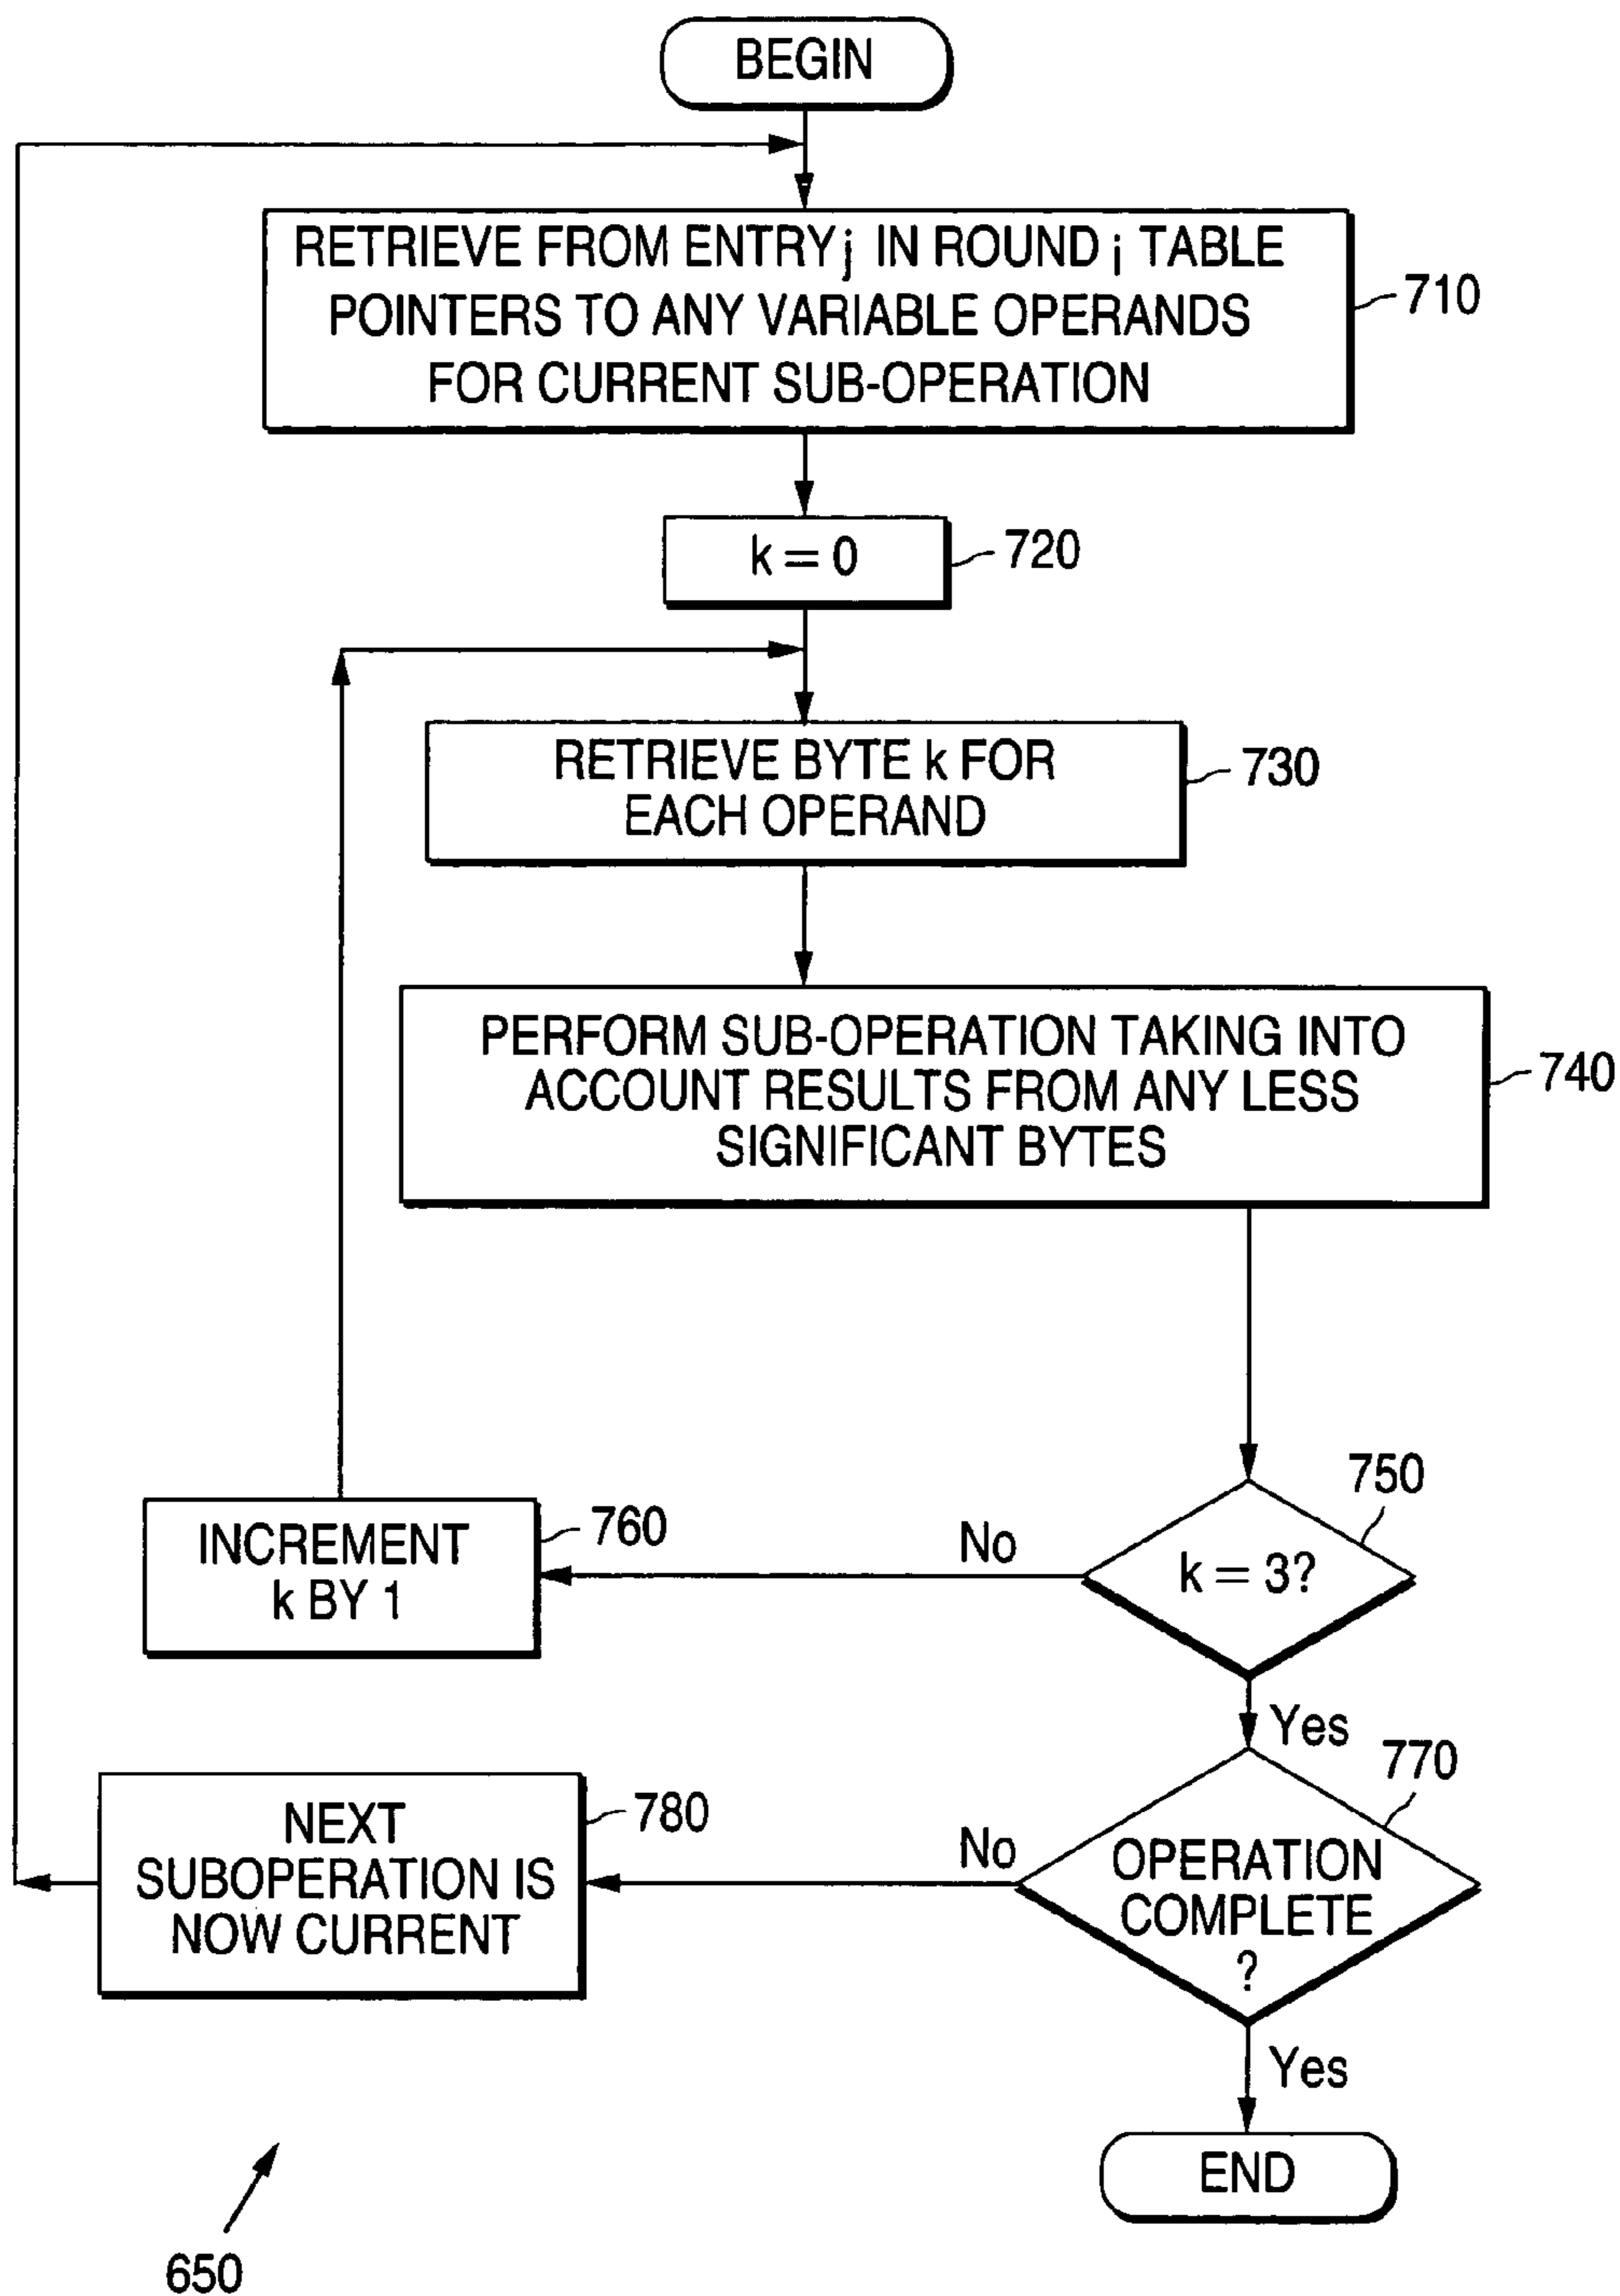 BEGIN
RETRIEVE FROM ENTRY j IN ROUND i TABLE
POINTERS TO ANY VARIABLE OPERANDS
FOR CURRENT SUB-OPERATION
710
k = 0
720
RETRIEVE BYTE k FOR
EACH OPERAND
730
PERFORM SUB-OPERATION TAKING INTO
ACCOUNT RESULTS FROM ANY LESS
SIGNIFICANT BYTES
740
750
k = 3?
No
INCREMENT
k BY 1
760
Yes
770
OPERATION
COMPLETE
?
No
NEXT
SUBOPERATION IS
NOW CURRENT
780
Yes
END
650